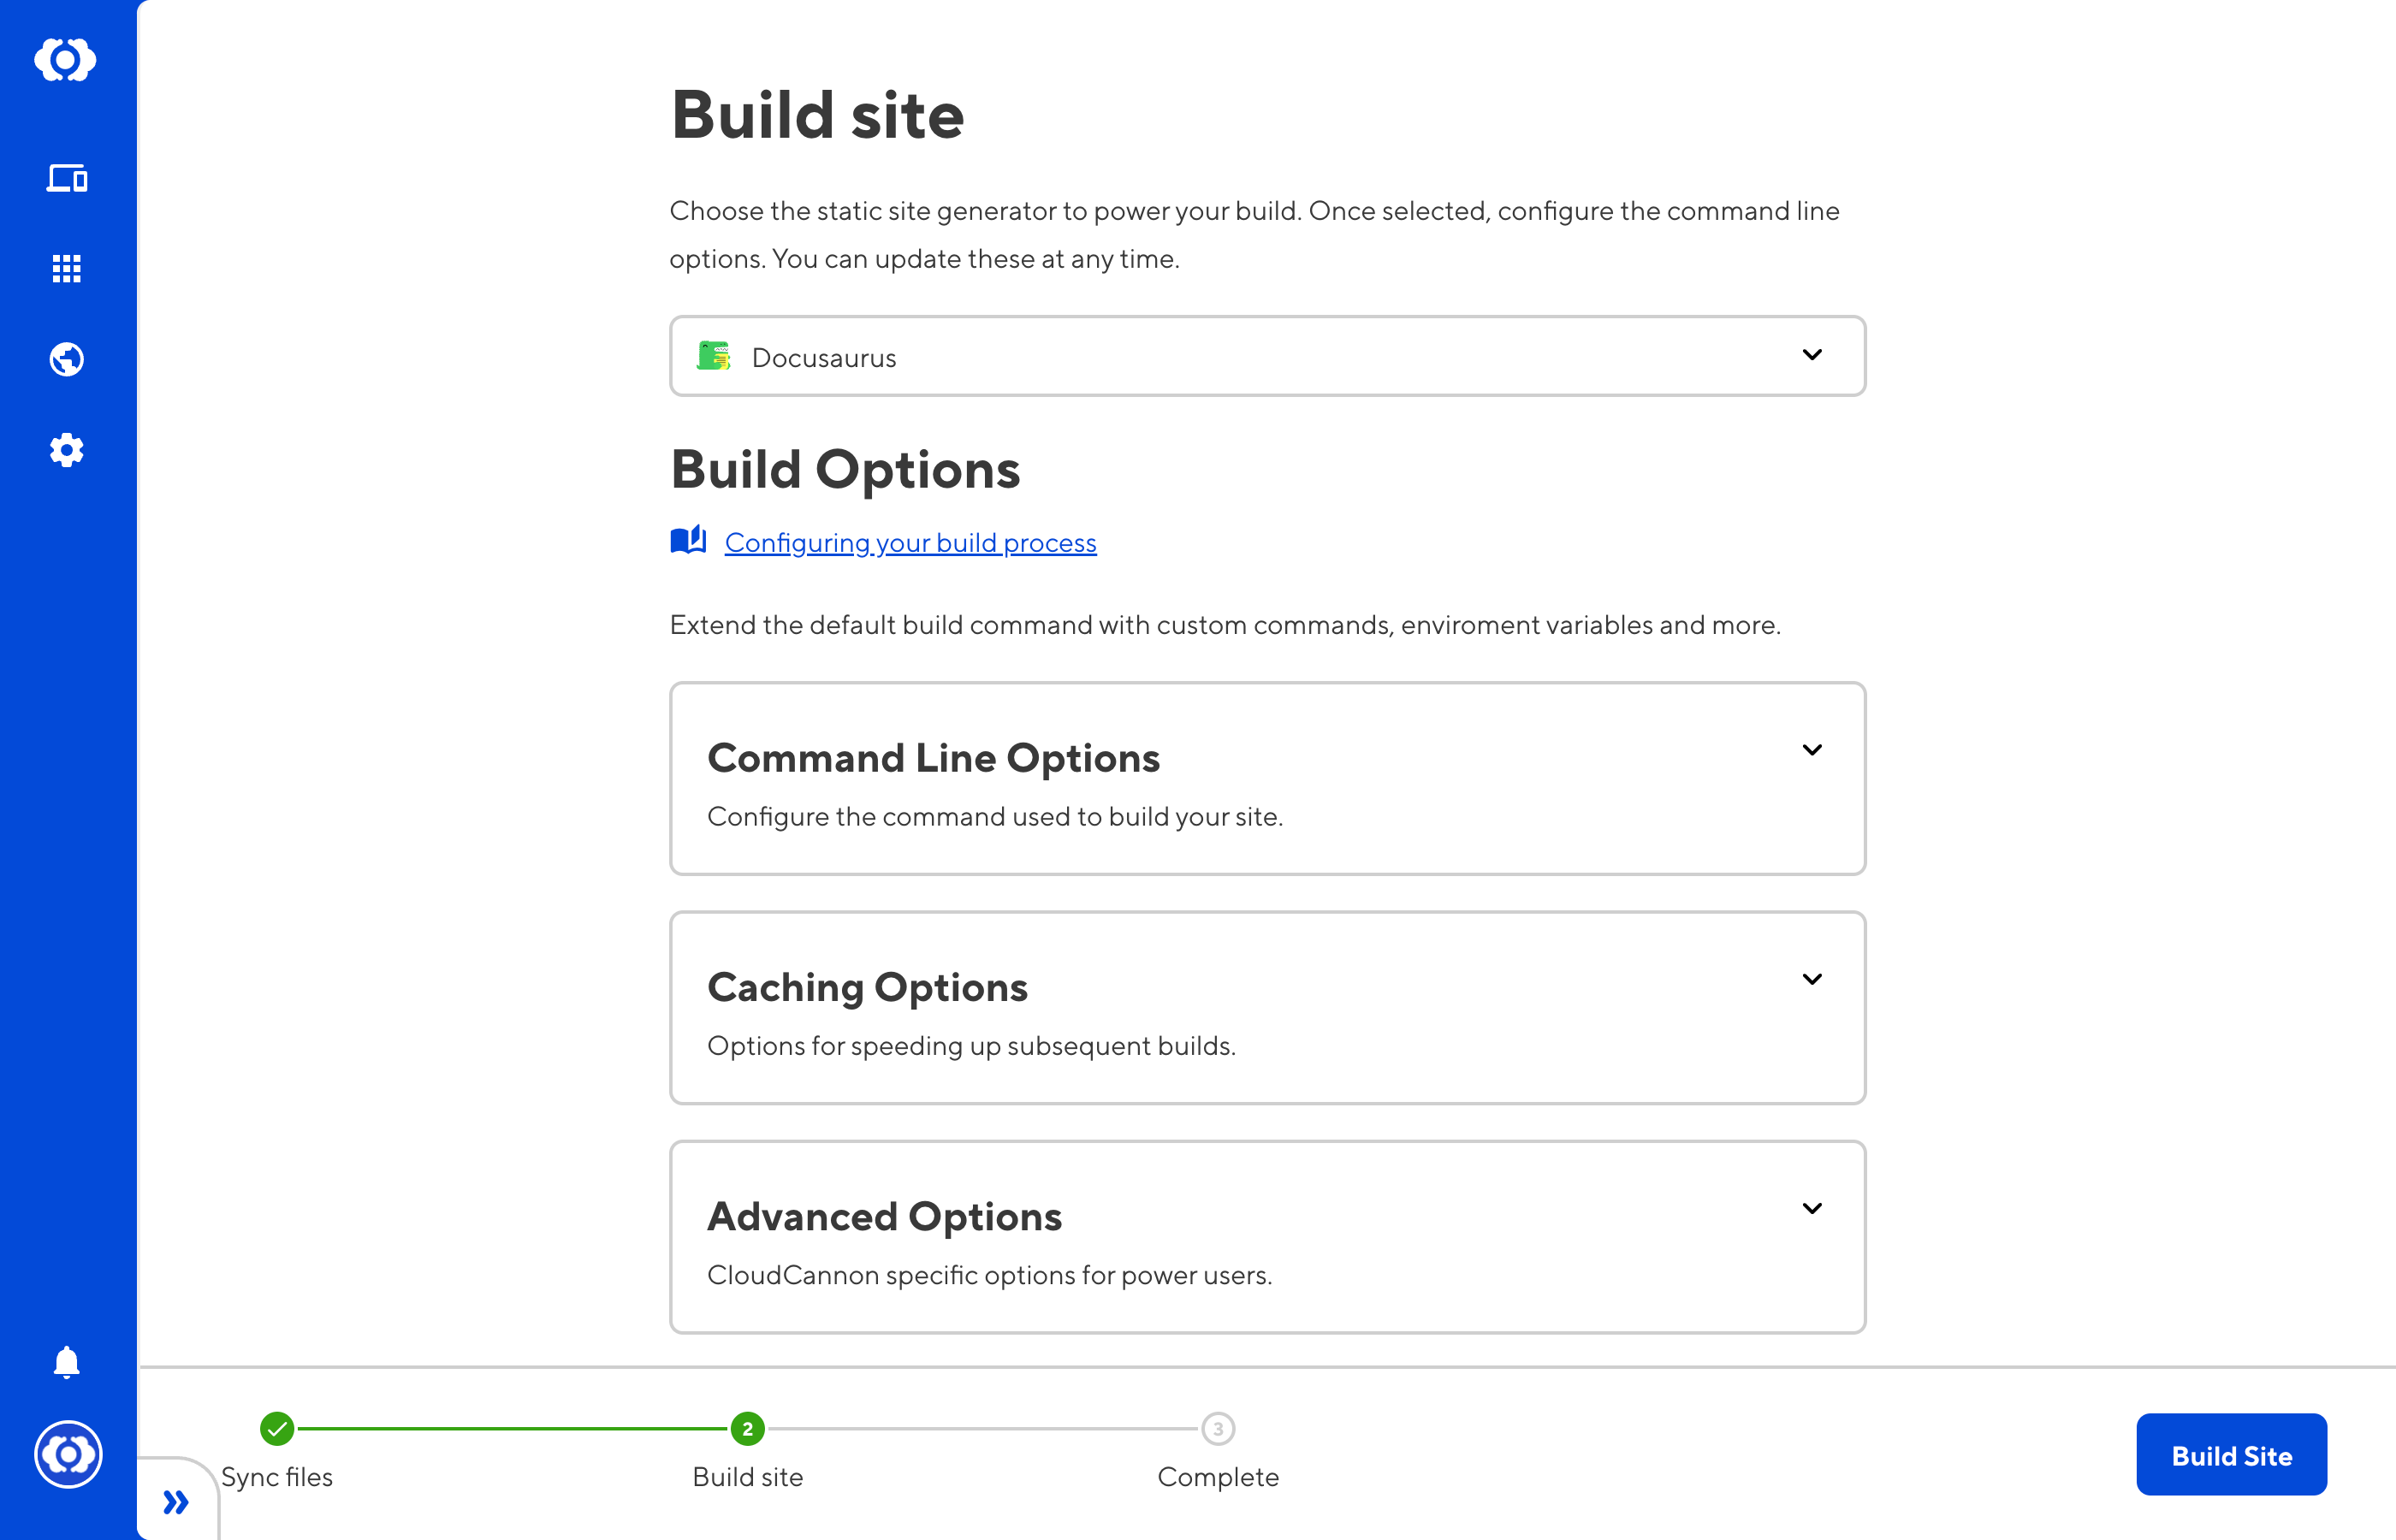 Build site
Choose the static site generator to power your build. Once selected, configure the command line
options. You can update these at any time.
Docusaurus
Build Options
Configuring your build process
Extend the default build command with custom commands, enviroment variables and more.
Command Line Options
Configure the command used to build your site.
Caching Options
Options for speeding up subsequent builds.
Advanced Options
CloudCannon specific options for power users.
2
3
Sync files
Build site
Complete
Build Site